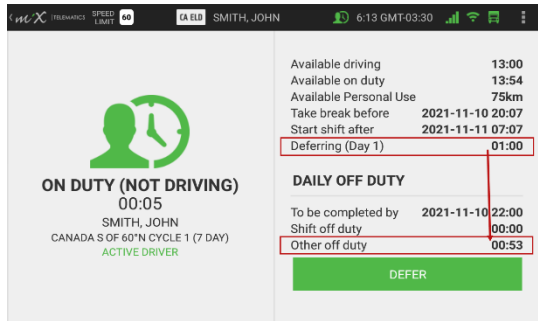 m/X TELEMATICS SPEED LIMIT 60 CA ELD SMITH, JOHN 6:13 GMT-03:30
Available driving 13:00
Available on duty 13:54
Available Personal Use 75km
Take break before 2021-11-10 20:07
Start shift after 2021-11-11 07:07
Deferring (Day 1) 01:00
ON DUTY (NOT DRIVING)
00:05
SMITH, JOHN
CANADA S OF 60°N CYCLE 1 (7 DAY)
ACTIVE DRIVER
DAILY OFF DUTY
To be completed by 2021-11-10 22:00
Shift off duty 00:00
Other off duty 00:53
DEFER